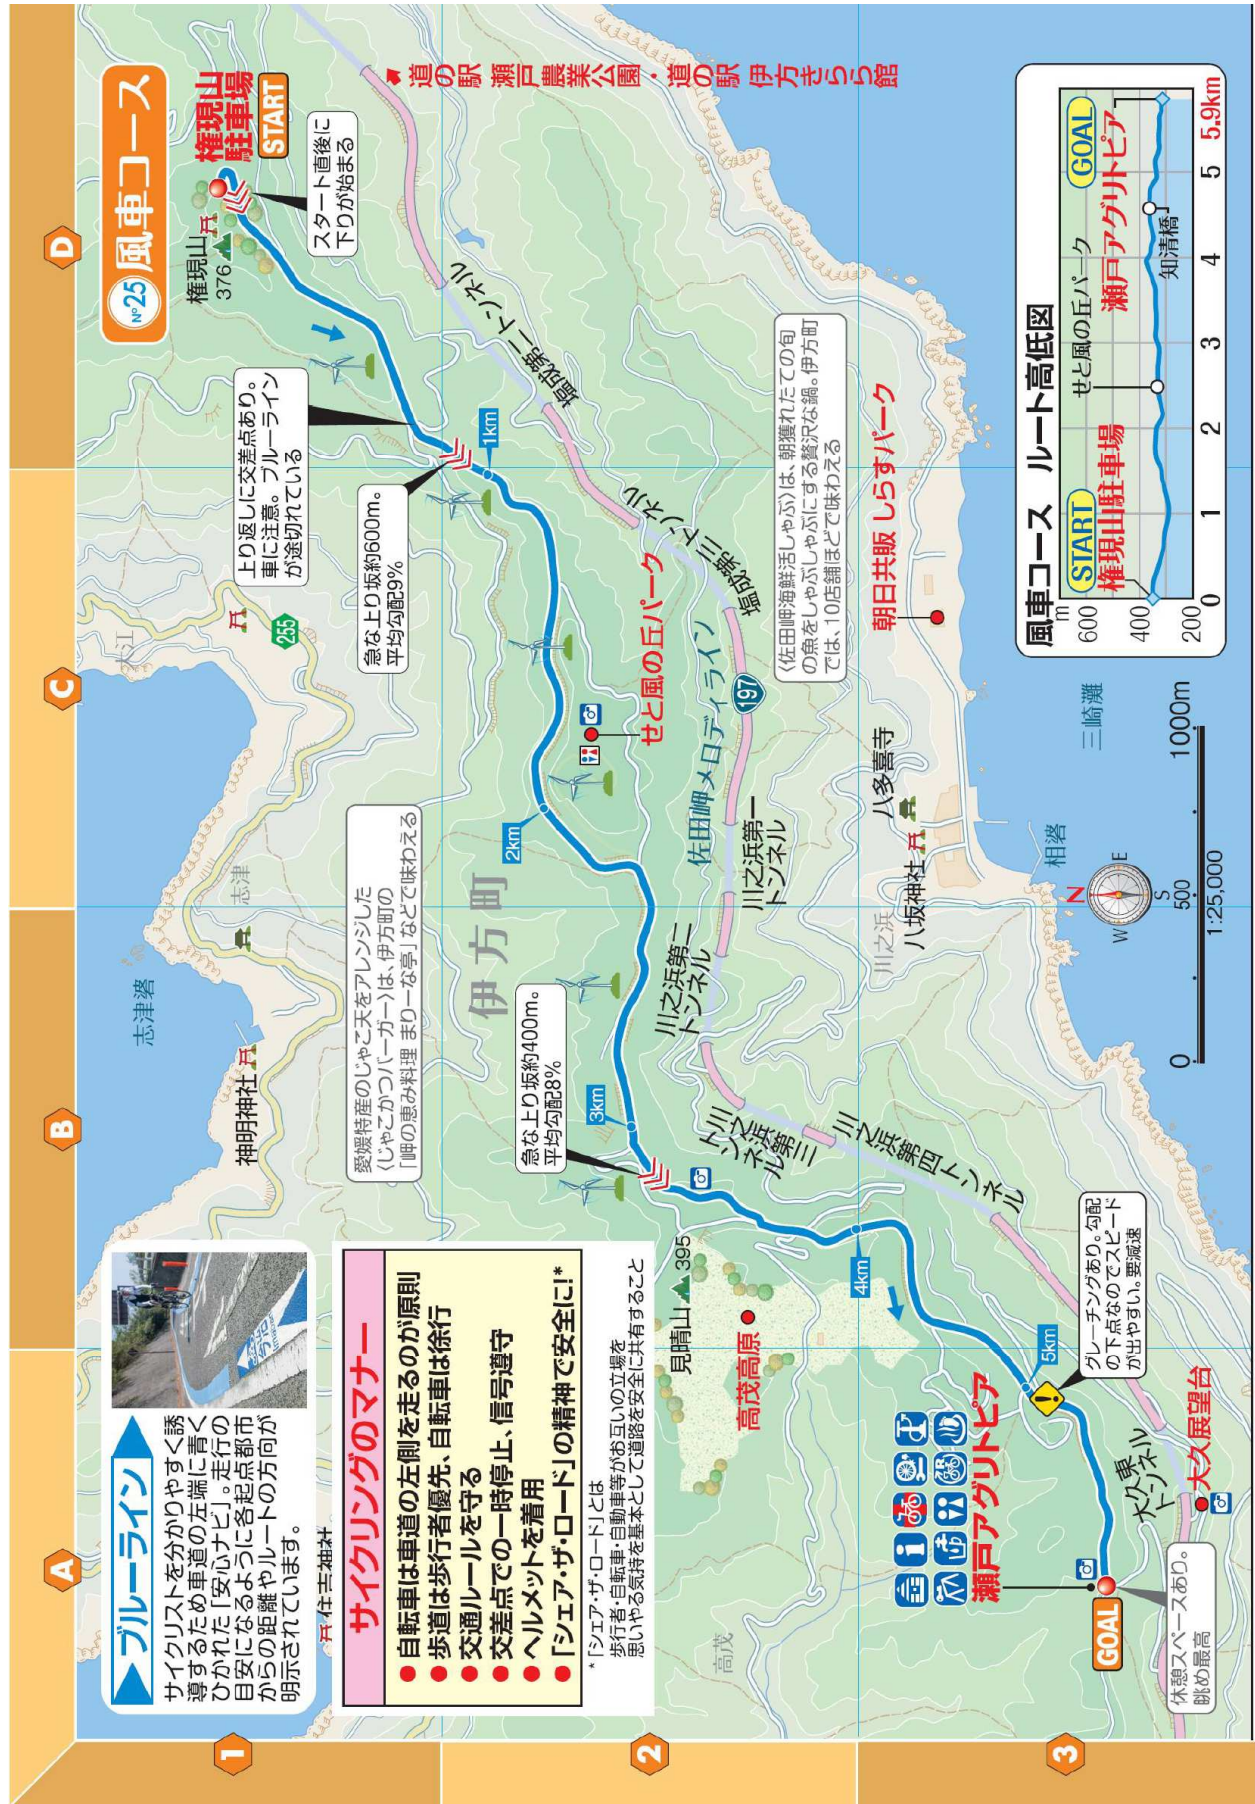 ブルーライン
サイクリストを分かりやすく誘
導するため車道の左端に青く
ひかれた「安心ナビ」。走行の
目安になるように各起点都市
からの距離やルートの方向が
明示されています。
サイクリングのマナー
● 自転車は車道の左側を走るのが原則
● 歩道は歩行者優先、自転車は徐行
● 交通ルールを守る
● 交差点での一時停止、信号遵守
● ヘルメットを着用
● 「シェア・ザ・ロード」の精神で安全に!*
*「シェア・ザ・ロード」とは
歩行者・自転車・自動車等がお互いの立場を
思いやる気持を基本として道路を安全に共有すること
A
B
C
D
1
2
3
N°25 風車コース
権現山
駐車場
START
権現山
376
スタート直後に
下りが始まる
道の駅 瀬戸農業公園・道の駅 伊方きらら館
上り返しに交差点あり。
車に注意。ブルーライン
が途切れている
急な上り坂約600m。
平均勾配9%
1km
塩成第二トンネル
塩成第三トンネル
大江
255
志津
志津碆
神明神社
住吉神社
愛媛特産のじゃこ天をアレンジした
〈じゃこかつバーガー〉は、伊方町の
「岬の恵み料理 まりーな亭」などで味わえる
伊方町
2km
せと風の丘パーク
佐田岬メロディライン
197
川之浜第一
トンネル
川之浜第二
トンネル
〈佐田岬海鮮活しゃぶ〉は、朝獲れたての旬
の魚をしゃぶしゃぶにする贅沢な鍋。伊方町
では、10店舗ほどで味わえる
朝日共販 しらすパーク
八多喜寺
八坂神社
川之浜
相碆
三崎灘
急な上り坂約400m。
平均勾配8%
3km
川之浜第三
トンネル
川之浜第四トンネル
見晴山 395
高茂高原
4km
高茂
瀬戸アグリトピア
5km
グレーチングあり。勾配
の下点なのでスピード
が出やすい。要減速
大久東
トンネル
大久展望台
GOAL
休憩スペースあり。
眺め最高
N
W E
S
0 500 1000m
1:25,000
風車コース ルート高低図
m
600
400
200
START
権現山駐車場
せと風の丘パーク
知清橋
GOAL
瀬戸アグリトピア
0 1 2 3 4 5 5.9km